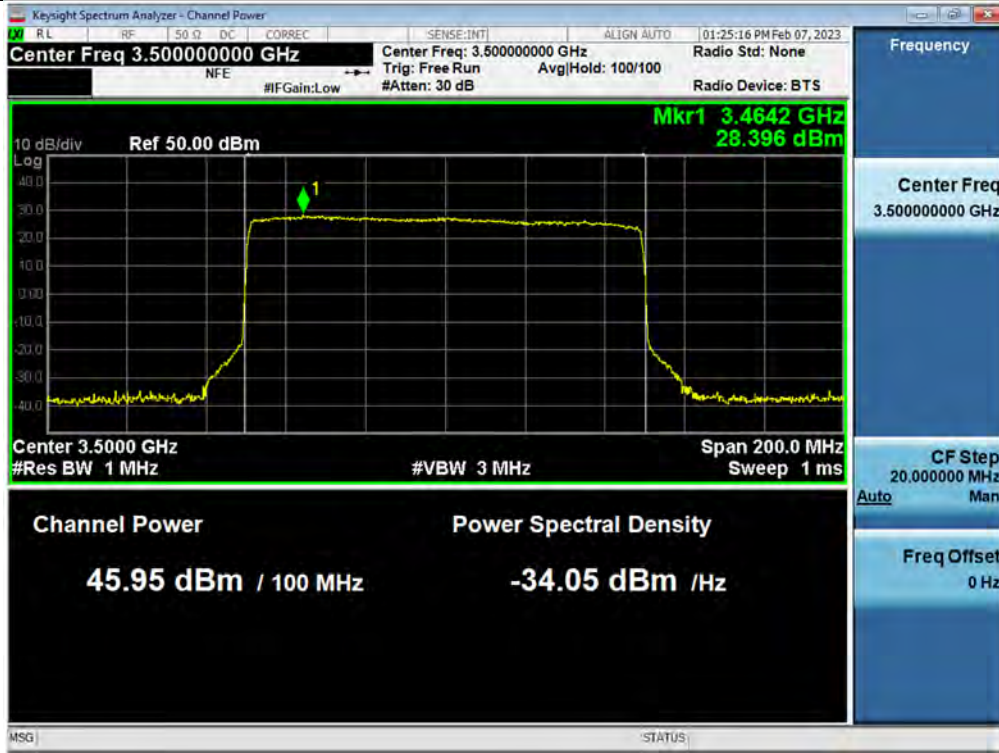 Keysight Spectrum Analyzer - Channel Power
LXI RL RF 50 Ω DC CORREC SENSE:INT ALIGN AUTO 01:25:16 PM Feb 07, 2023
Center Freq 3.500000000 GHz
NFE
#IFGain:Low
Center Freq: 3.500000000 GHz
Trig: Free Run Avg|Hold: 100/100
#Atten: 30 dB
Radio Std: None
Radio Device: BTS
Mkr1 3.4642 GHz
28.396 dBm
10 dB/div Ref 50.00 dBm
Log
40.0
30.0
20.0
10.0
0.00
-10.0
-20.0
-30.0
-40.0
1
Center 3.5000 GHz Span 200.0 MHz
#Res BW 1 MHz #VBW 3 MHz Sweep 1 ms
Channel Power Power Spectral Density
45.95 dBm / 100 MHz -34.05 dBm /Hz
Frequency
Center Freq
3.500000000 GHz
CF Step
20.000000 MHz
Auto Man
Freq Offset
0 Hz
MSG STATUS